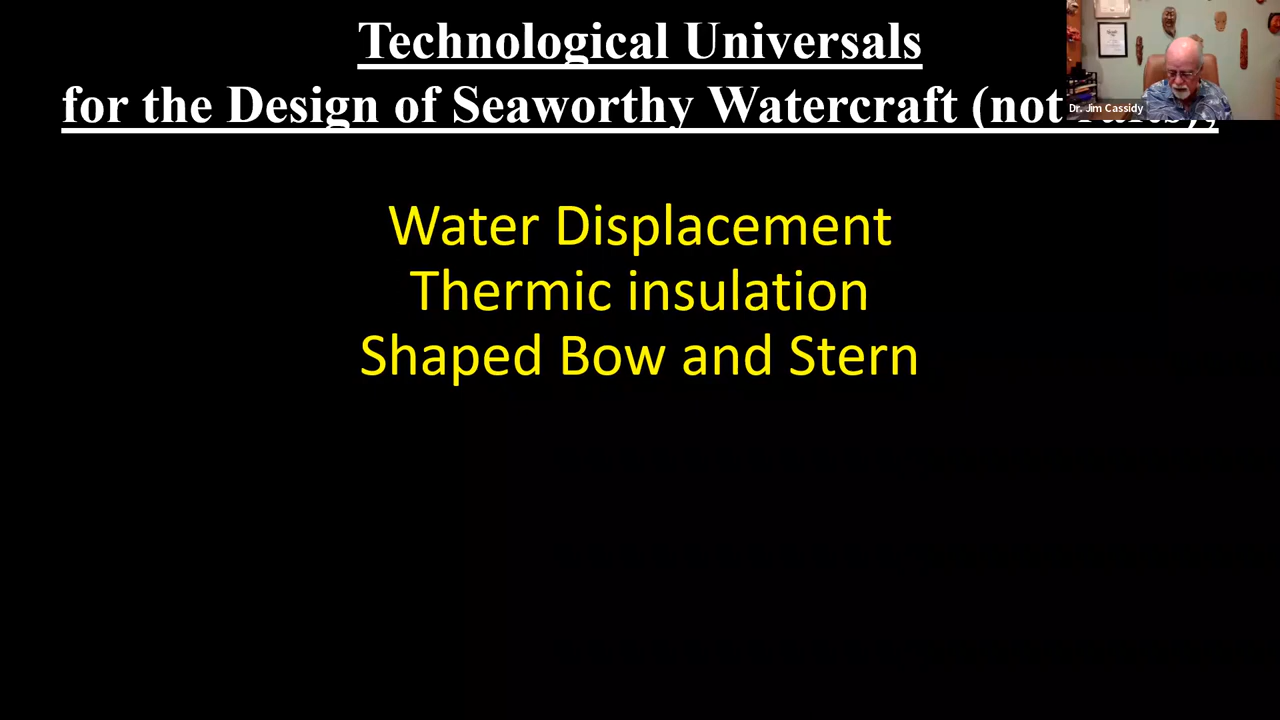 Technological Universals
for the Design of Seaworthy Watercraft (not
Dr. Jim Cassidy
Water Displacement
Thermic insulation
Shaped Bow and Stern